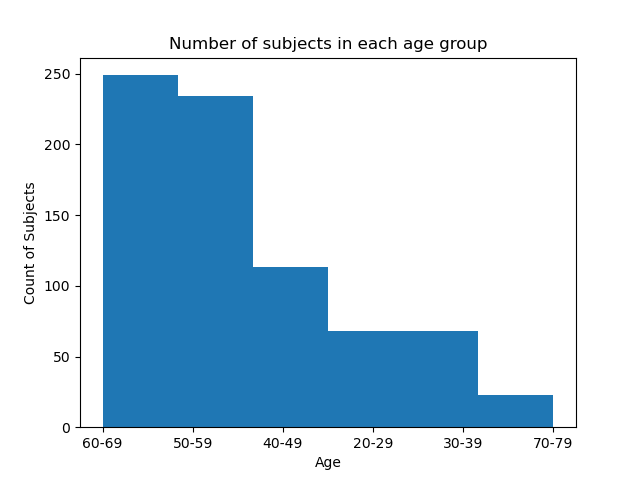 Number of subjects in each age group
250
200
150
100
50
0
Count of Subjects
60-69 50-59 40-49 20-29 30-39 70-79
Age